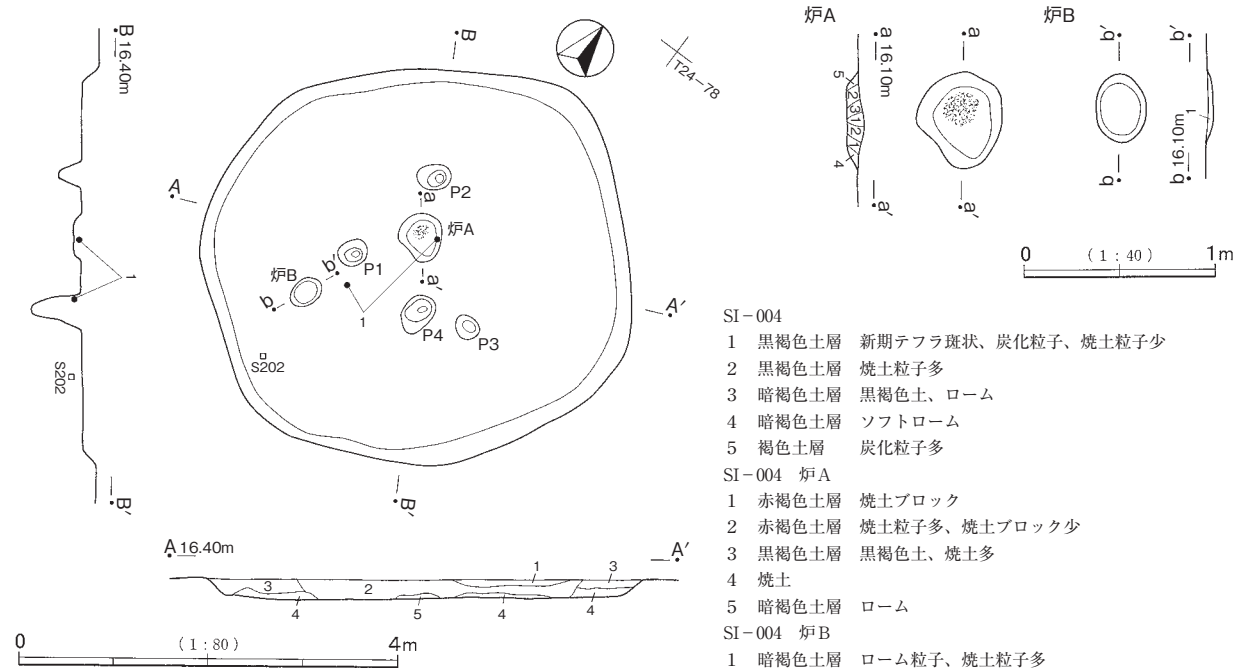 B
16.40m
1
S202
B′
B
T24-78
A
P2
a
炉A
b′
P1
炉B
b
a′
1
P4
P3
A′
S202
B′
A 16.40m
A′
3
2
1
3
4
5
4
4
0
(1:80)
4m
炉A
a
16.10m
a
5
2
3
1
2
1
4
a′
a′
炉B
b′
b′
1
b
b 16.10m
0
(1:40)
1m
SI-004
1 黒褐色土層 新期テフラ斑状、炭化粒子、焼土粒子少
2 黒褐色土層 焼土粒子多
3 暗褐色土層 黒褐色土、ローム
4 暗褐色土層 ソフトローム
5 褐色土層 炭化粒子多
SI-004 炉A
1 赤褐色土層 焼土ブロック
2 赤褐色土層 焼土粒子多、焼土ブロック少
3 黒褐色土層 黒褐色土、焼土多
4 焼土
5 暗褐色土層 ローム
SI-004 炉B
1 暗褐色土層 ローム粒子、焼土粒子多